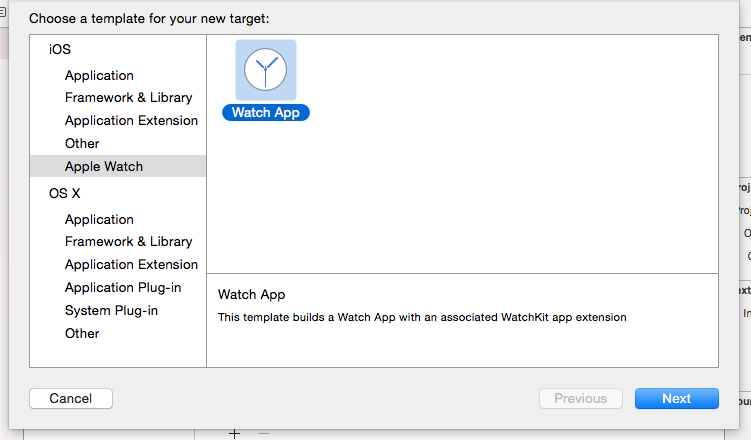 Choose a template for your new target:
iOS
Application
Framework & Library
Application Extension
Other
Apple Watch
OS X
Application
Framework & Library
Application Extension
Application Plug-in
System Plug-in
Other
Watch App
Watch App
This template builds a Watch App with an associated WatchKit app extension
Cancel
Previous
Next